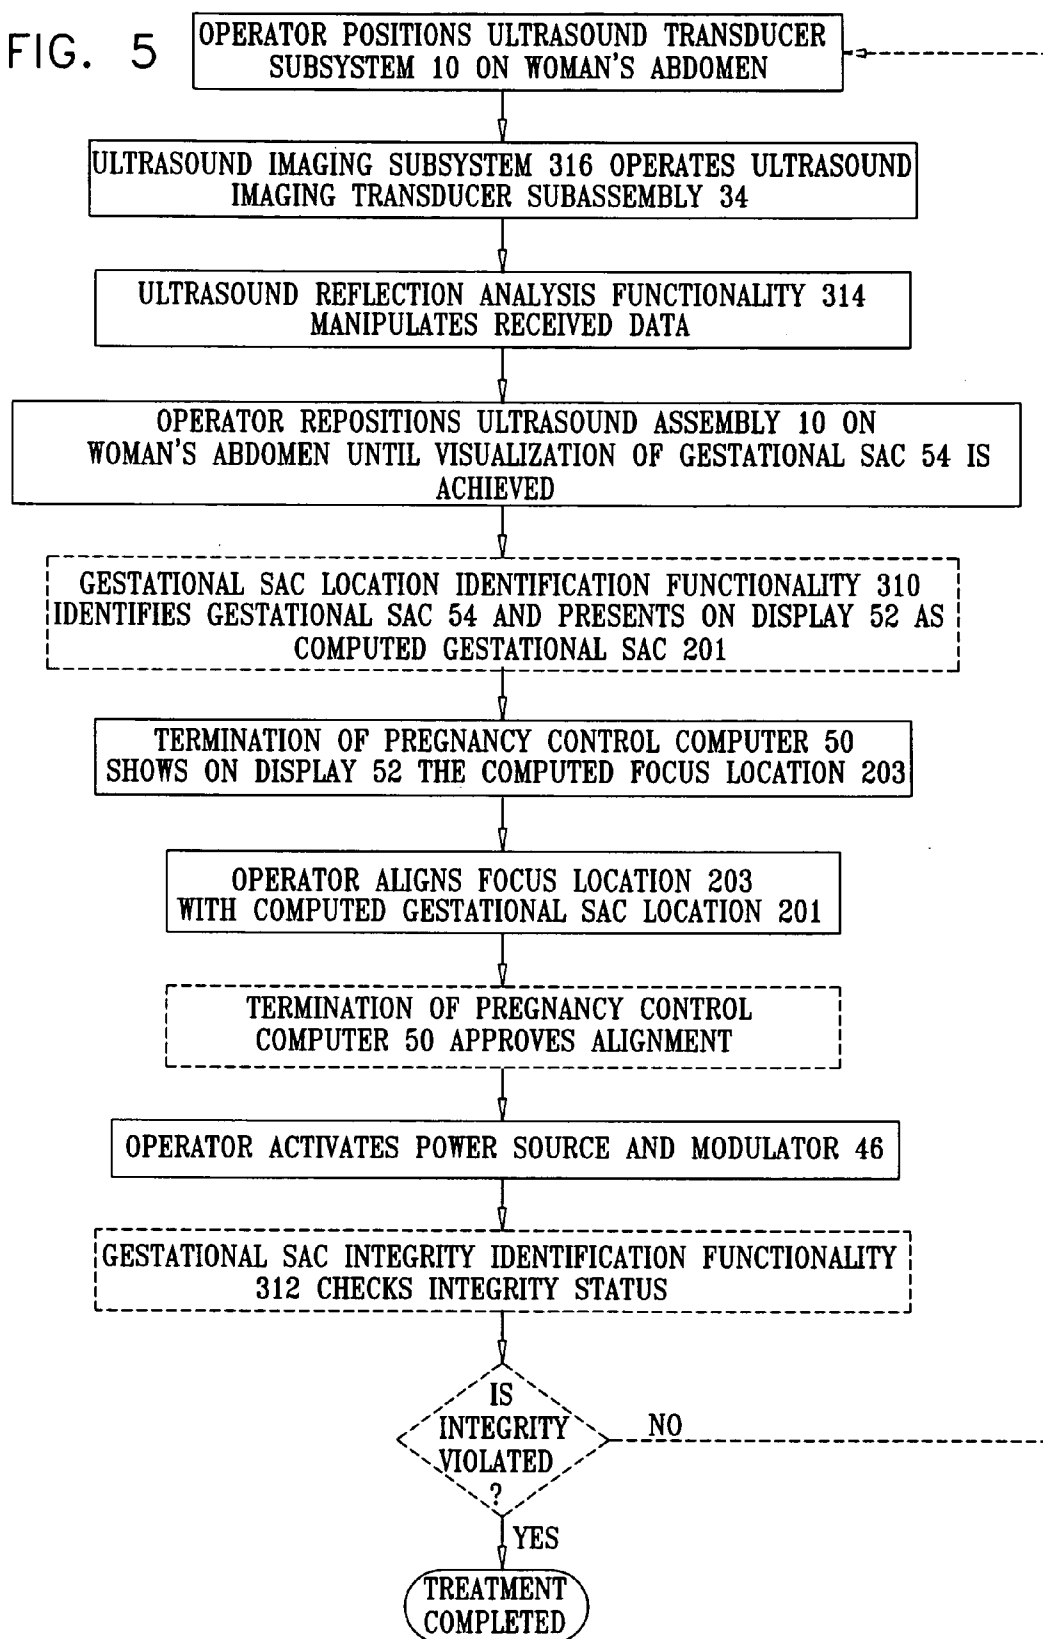 FIG. 5
OPERATOR POSITIONS ULTRASOUND TRANSDUCER
SUBSYSTEM 10 ON WOMAN'S ABDOMEN
ULTRASOUND IMAGING SUBSYSTEM 316 OPERATES ULTRASOUND
IMAGING TRANSDUCER SUBASSEMBLY 34
ULTRASOUND REFLECTION ANALYSIS FUNCTIONALITY 314
MANIPULATES RECEIVED DATA
OPERATOR REPOSITIONS ULTRASOUND ASSEMBLY 10 ON
WOMAN'S ABDOMEN UNTIL VISUALIZATION OF GESTATIONAL SAC 54 IS
ACHIEVED
GESTATIONAL SAC LOCATION IDENTIFICATION FUNCTIONALITY 310
IDENTIFIES GESTATIONAL SAC 54 AND PRESENTS ON DISPLAY 52 AS
COMPUTED GESTATIONAL SAC 201
TERMINATION OF PREGNANCY CONTROL COMPUTER 50
SHOWS ON DISPLAY 52 THE COMPUTED FOCUS LOCATION 203
OPERATOR ALIGNS FOCUS LOCATION 203
WITH COMPUTED GESTATIONAL SAC LOCATION 201
TERMINATION OF PREGNANCY CONTROL
COMPUTER 50 APPROVES ALIGNMENT
OPERATOR ACTIVATES POWER SOURCE AND MODULATOR 46
GESTATIONAL SAC INTEGRITY IDENTIFICATION FUNCTIONALITY
312 CHECKS INTEGRITY STATUS
IS
INTEGRITY
VIOLATED
?
NO
YES
TREATMENT
COMPLETED